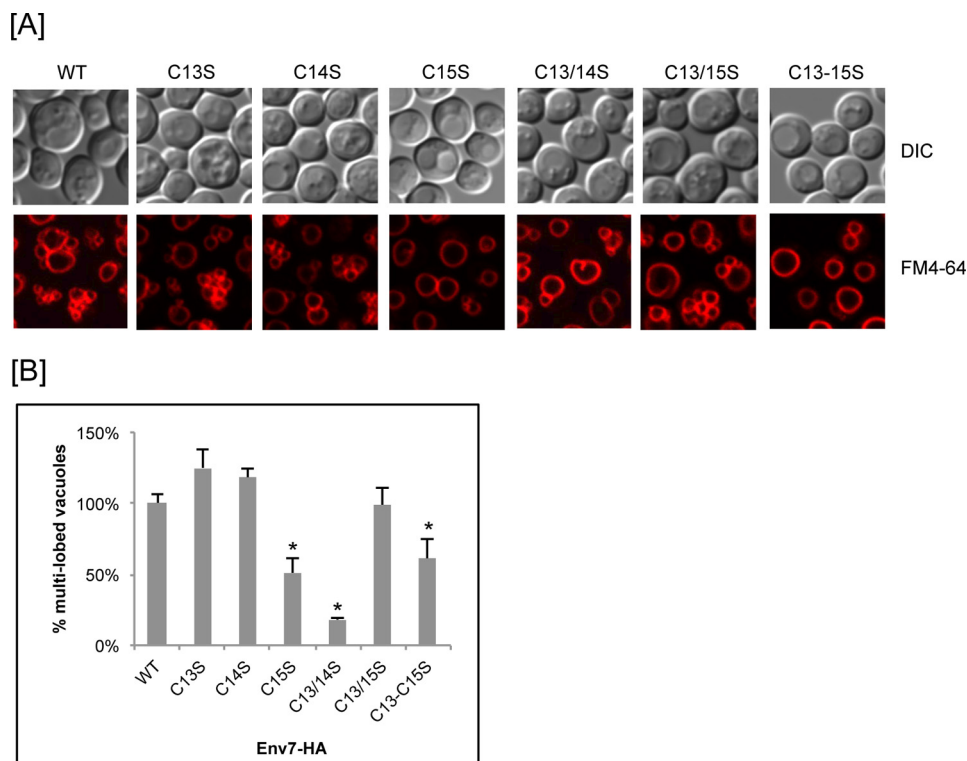 [A]
WT C13S C14S C15S C13/14S C13/15S C13-15S
DIC
FM4-64
[B]
% multi-lobed vacuoles
150%
100%
50%
0%
* * *
WT C13S C14S C15S C13/14S C13/15S C13-C15S
Env7-HA